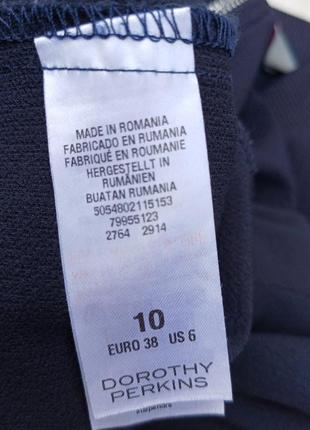 MADE IN ROMANIA
FABRICADO EN RUMANIA
FABRIQUÉ EN ROUMANIE
HERGESTELLT IN
RUMÄNIEN
BUATAN RUMANIA
5054802115153
79955123
2764 2914
10
EURO 38 US 6
DOROTHY
PERKINS